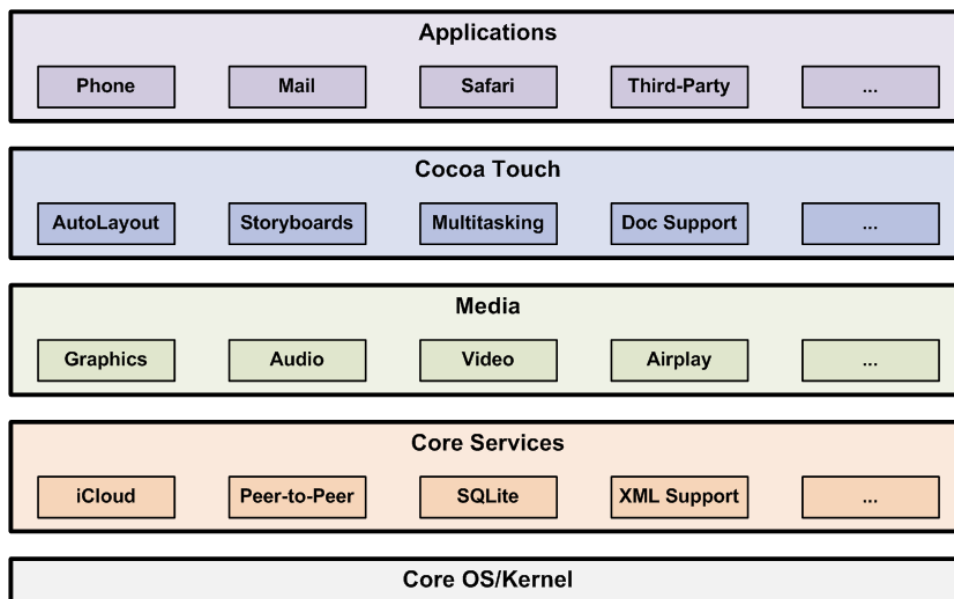 Applications
Phone Mail Safari Third-Party ...
Cocoa Touch
AutoLayout Storyboards Multitasking Doc Support ...
Media
Graphics Audio Video Airplay ...
Core Services
iCloud Peer-to-Peer SQLite XML Support ...
Core OS/Kernel